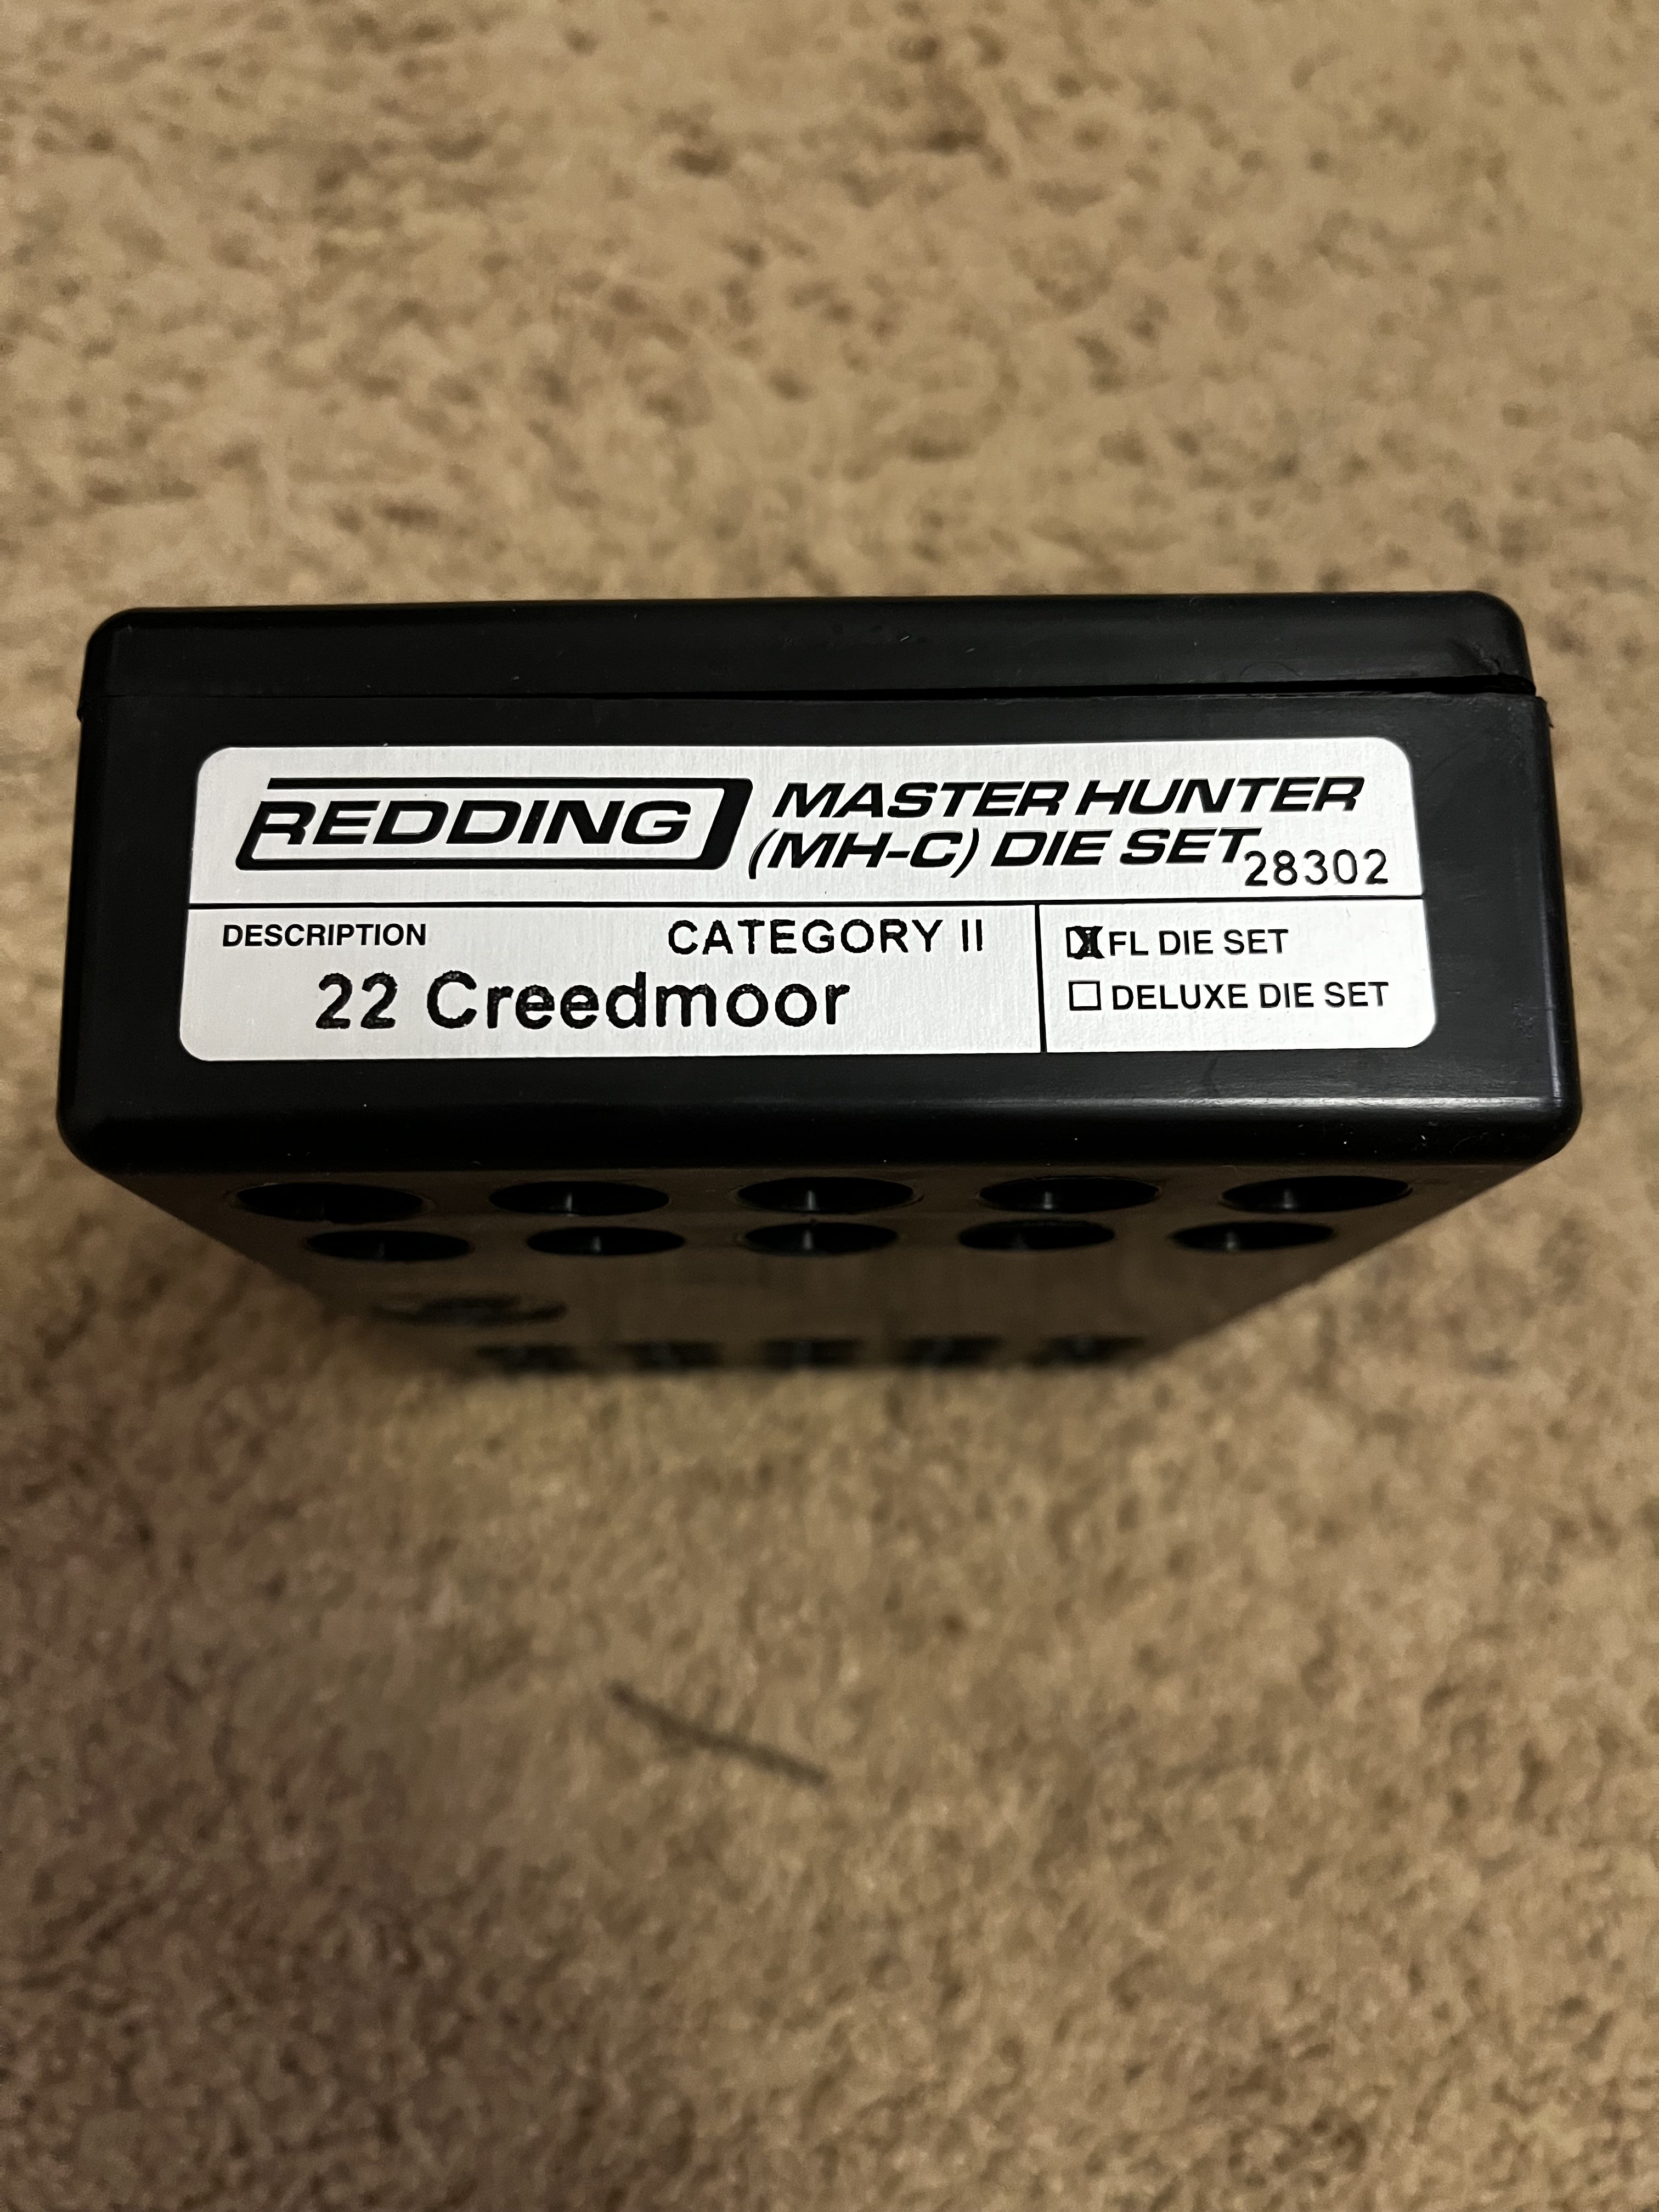 REDDING
MASTER HUNTER
(MH-C) DIE SET
28302
DESCRIPTION
CATEGORY II
22 Creedmoor
FL DIE SET
DELUXE DIE SET